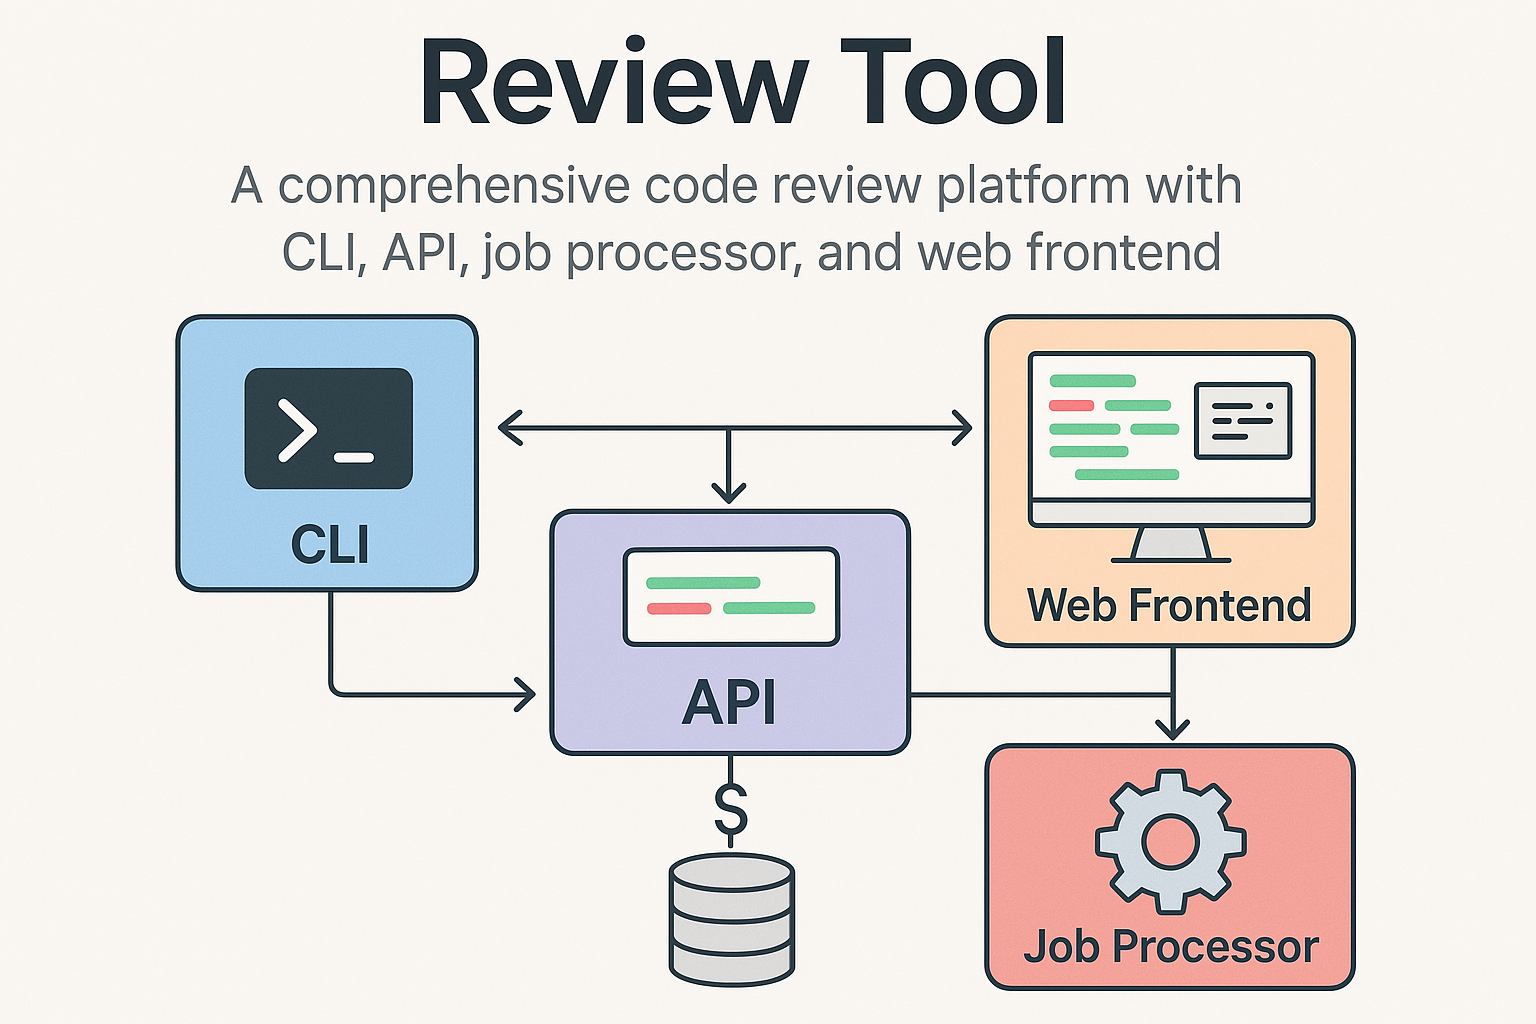 Review Tool
A comprehensive code review platform with
CLI, API, job processor, and web frontend
>_
CLI
API
Web Frontend
S
Job Processor